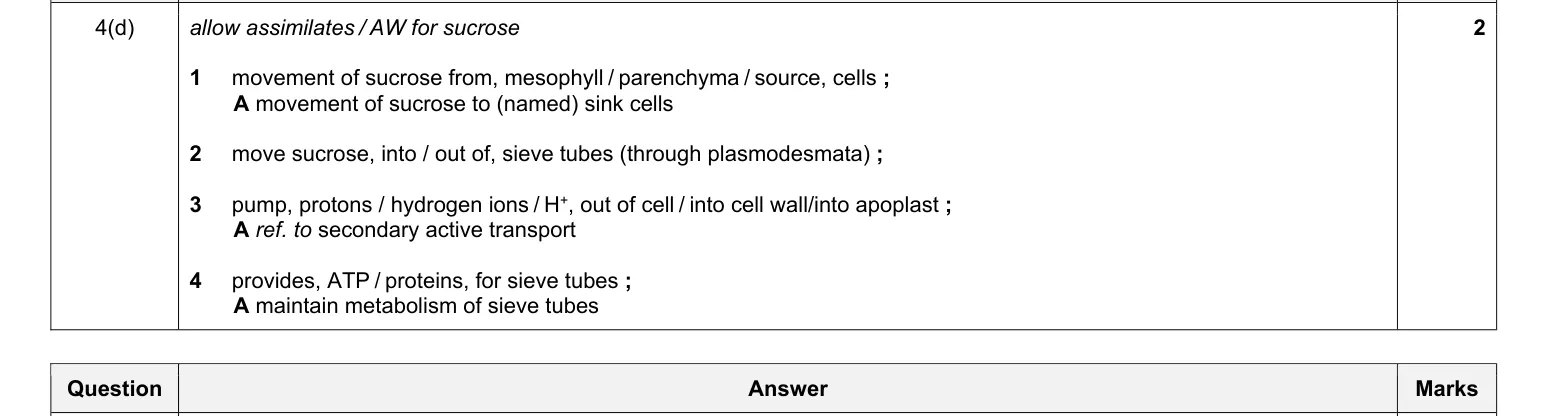 4(d)
allow assimilates / AW for sucrose
2
1 movement of sucrose from, mesophyll / parenchyma / source, cells ;
A movement of sucrose to (named) sink cells
2 move sucrose, into / out of, sieve tubes (through plasmodesmata) ;
3 pump, protons / hydrogen ions / H⁺, out of cell / into cell wall/into apoplast ;
A ref. to secondary active transport
4 provides, ATP / proteins, for sieve tubes ;
A maintain metabolism of sieve tubes
Question Answer Marks